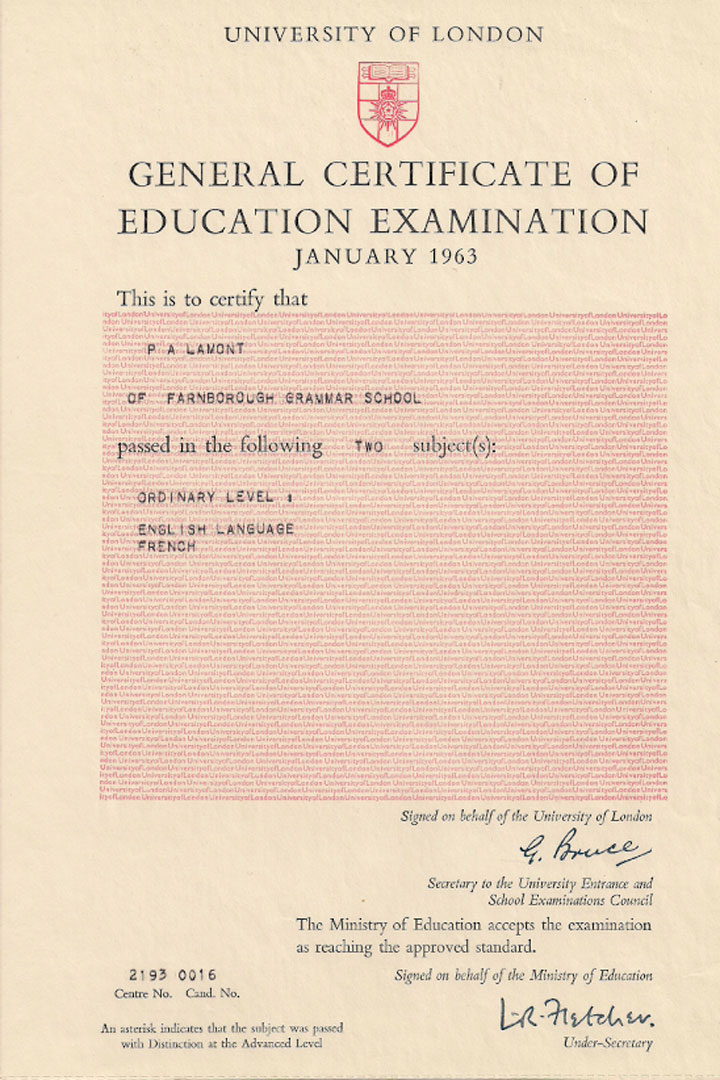 UNIVERSITY OF LONDON
GENERAL CERTIFICATE OF
EDUCATION EXAMINATION
JANUARY 1963
This is to certify that
P A LAMONT
OF FARNBOROUGH GRAMMAR SCHOOL
passed in the following TWO subject(s):
ORDINARY LEVEL :
ENGLISH LANGUAGE
FRENCH
Signed on behalf of the University of London
G. Bruce
Secretary to the University Entrance and
School Examinations Council
The Ministry of Education accepts the examination
as reaching the approved standard.
2193 0016
Centre No. Cand. No.
Signed on behalf of the Ministry of Education
An asterisk indicates that the subject was passed
with Distinction at the Advanced Level
L. R. Fletcher.
Under-Secretary